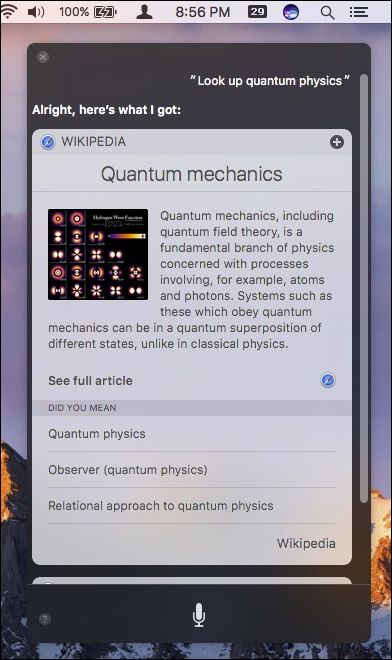 100% 8:56 PM 29
“Look up quantum physics”
Alright, here’s what I got:
WIKIPEDIA
Quantum mechanics
Hydrogen Wave Function
Quantum mechanics, including
quantum field theory, is a
fundamental branch of physics
concerned with processes
involving, for example, atoms
and photons. Systems such as
these which obey quantum
mechanics can be in a quantum superposition of
different states, unlike in classical physics.
See full article
DID YOU MEAN
Quantum physics
Observer (quantum physics)
Relational approach to quantum physics
Wikipedia
?